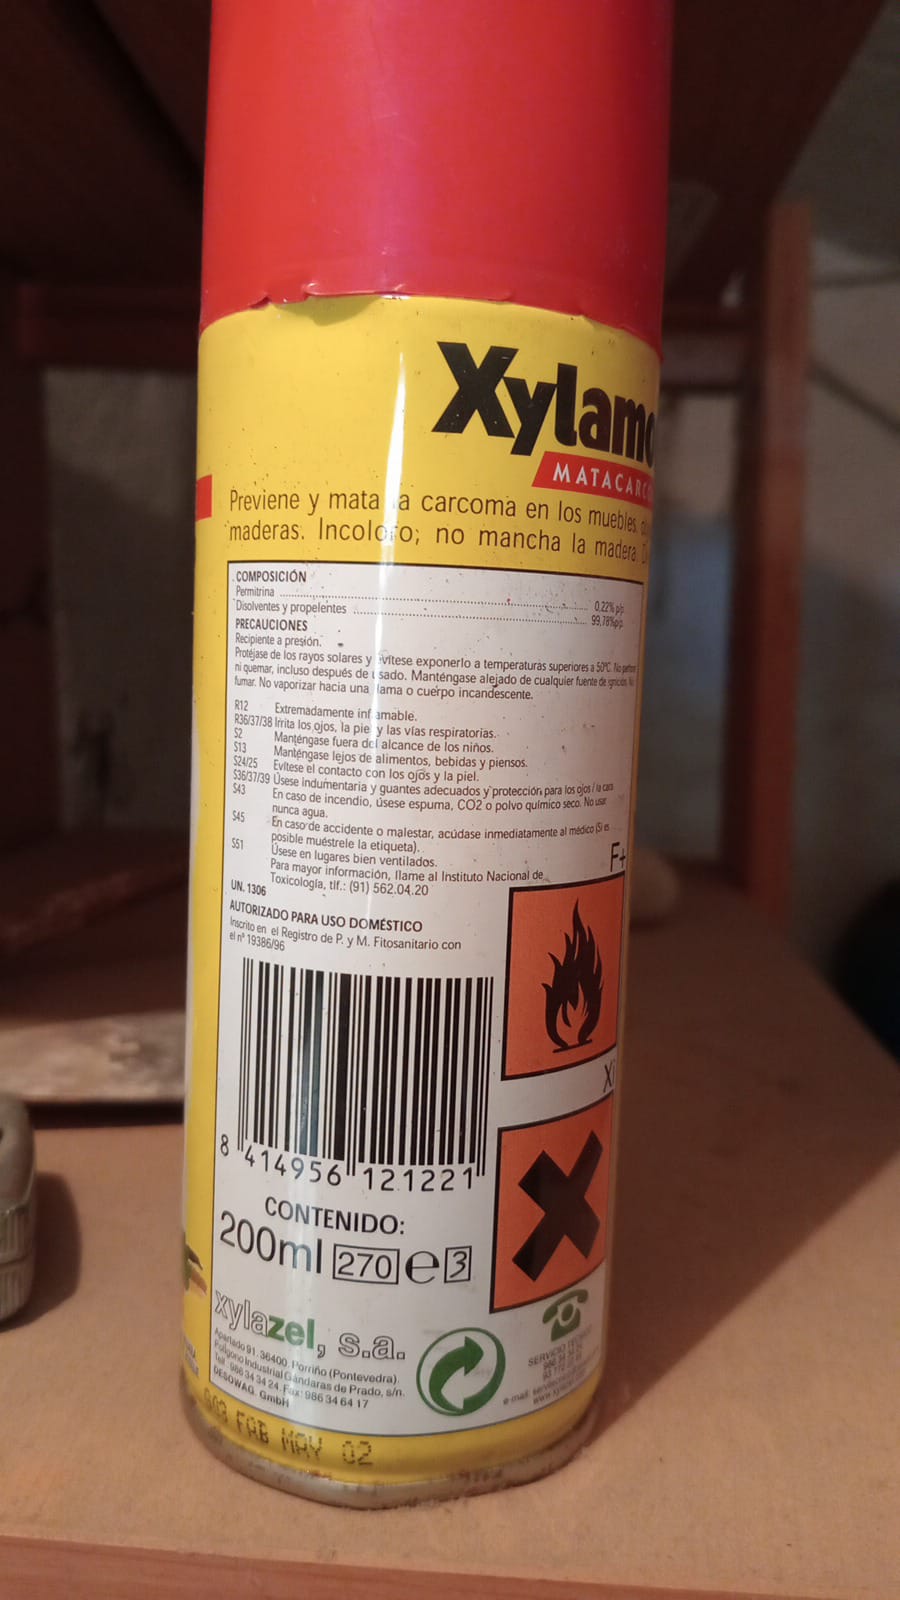 Xylam
MATACARC
Previene y mata la carcoma en los muebles
maderas. Incoloro; no mancha la madera.
COMPOSICIÓN
Permitrina ........ 0,22% p/p.
Disolventes y propelentes ........ 99,78%p/p.
PRECAUCIONES
Recipiente a presión.
Protéjase de los rayos solares y evítese exponerlo a temperaturas superiores a 50ºC. No
ni quemar, incluso después de usado. Manténgase alejado de cualquier fuente de ignición. No
fumar. No vaporizar hacia una llama o cuerpo incandescente.
R12 Extremadamente inflamable.
R36/37/38 Irrita los ojos, la piel y las vías respiratorias.
S2 Manténgase fuera del alcance de los niños.
S13 Manténgase lejos de alimentos, bebidas y piensos.
S24/25 Evítese el contacto con los ojos y la piel.
S36/37/39 Úsese indumentaria y guantes adecuados y protección para los ojos / la cara
S43 En caso de incendio, úsese espuma, CO2 o polvo químico seco. No usar
nunca agua.
S45 En caso de accidente o malestar, acúdase inmediatamente al médico (Si es
posible muéstrele la etiqueta).
S51 Úsese en lugares bien ventilados.
Para mayor información, llame al Instituto Nacional de
Toxicología, tlf.: (91) 562.04.20
UN. 1306
F+
AUTORIZADO PARA USO DOMÉSTICO
Inscrito en el Registro de P. y M. Fitosanitario con
el nº 19386/96
Xi
8 414956 121221
CONTENIDO:
200ml 270 e 3
xylazel, s.a.
Apartado 91. 36400. Porriño (Pontevedra).
Polígono Industrial Gándaras de Prado, s/n.
Telf.: 986 34 34 24. Fax: 986 34 64 17
DESOWAG. GmbH
SERVICIO TÉCNICO
e-mail:
www.xylazel
FAB MAY 02